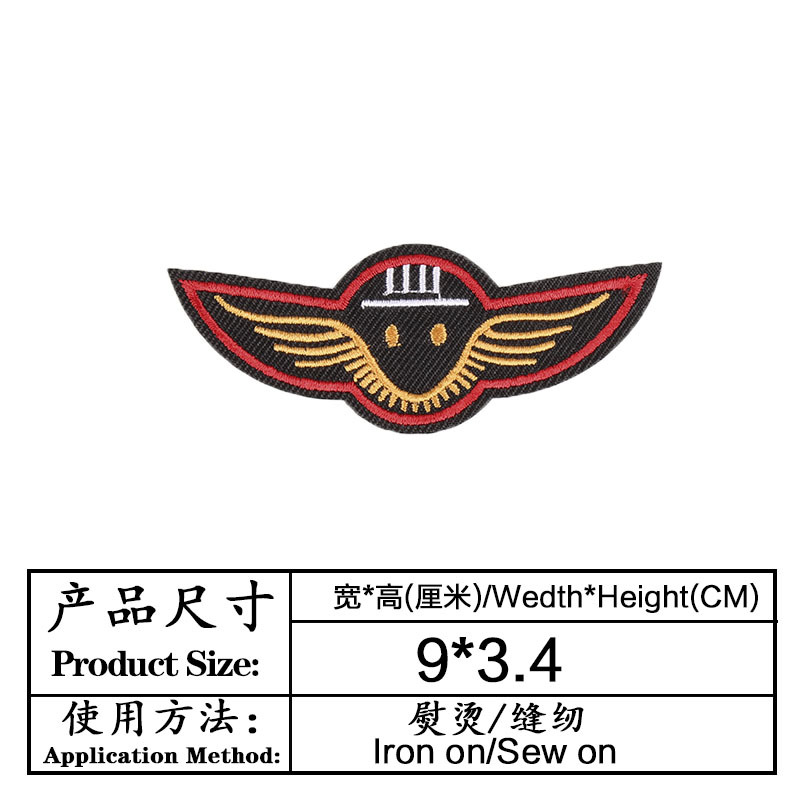 产品尺寸
Product Size:
宽*高(厘米)/Wedth*Height(CM)
9*3.4
使用方法：
Application Method:
熨烫/缝纫
Iron on/Sew on